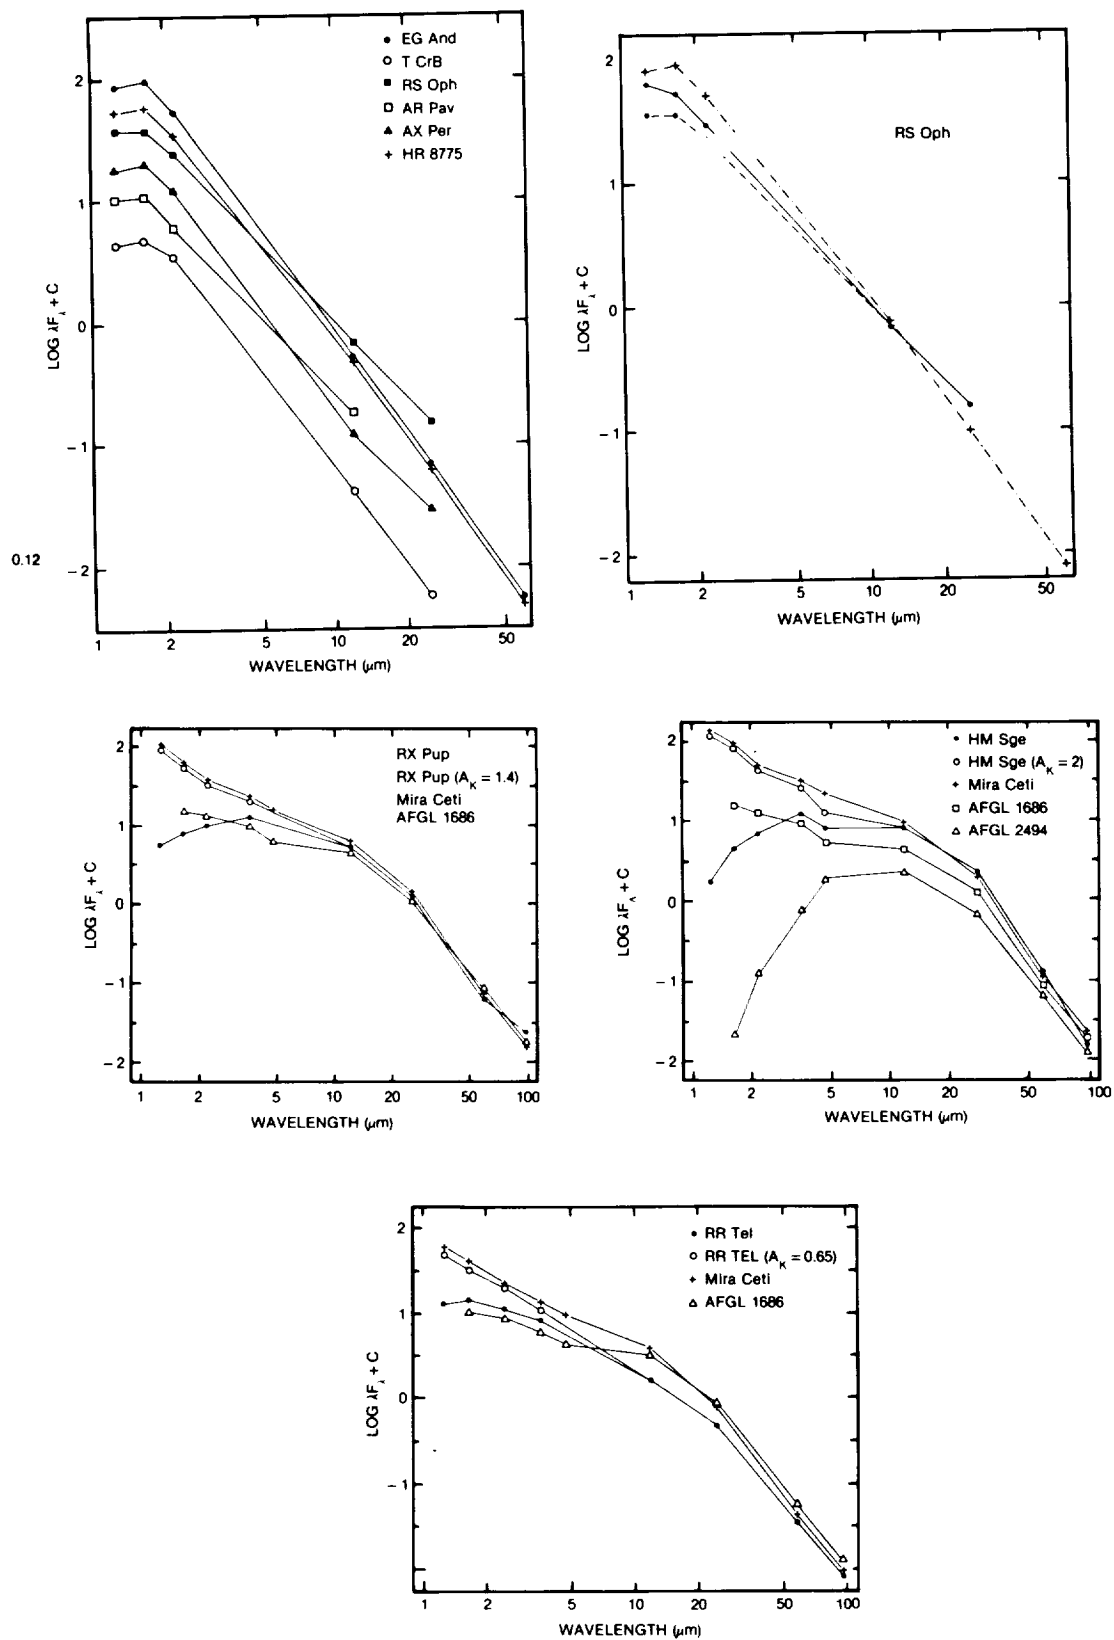 EG And
T CrB
RS Oph
AR Pav
AX Per
HR 8775
2
1
0
−1
−2
LOG λF_λ + C
0.12
1 2 5 10 20 50
WAVELENGTH (μm)
RS Oph
2
1
0
−1
−2
LOG λF_λ + C
1 2 5 10 20 50
WAVELENGTH (μm)
RX Pup
RX Pup (A_K = 1.4)
Mira Ceti
AFGL 1686
2
1
0
−1
−2
LOG λF_λ + C
1 2 5 10 20 50 100
WAVELENGTH (μm)
HM Sge
HM Sge (A_K = 2)
Mira Ceti
AFGL 1686
AFGL 2494
2
1
0
−1
−2
LOG λF_λ + C
1 2 5 10 20 50 100
WAVELENGTH (μm)
RR Tel
RR TEL (A_K = 0.65)
Mira Ceti
AFGL 1686
2
1
0
−1
LOG λF_λ + C
1 2 5 10 20 50 100
WAVELENGTH (μm)